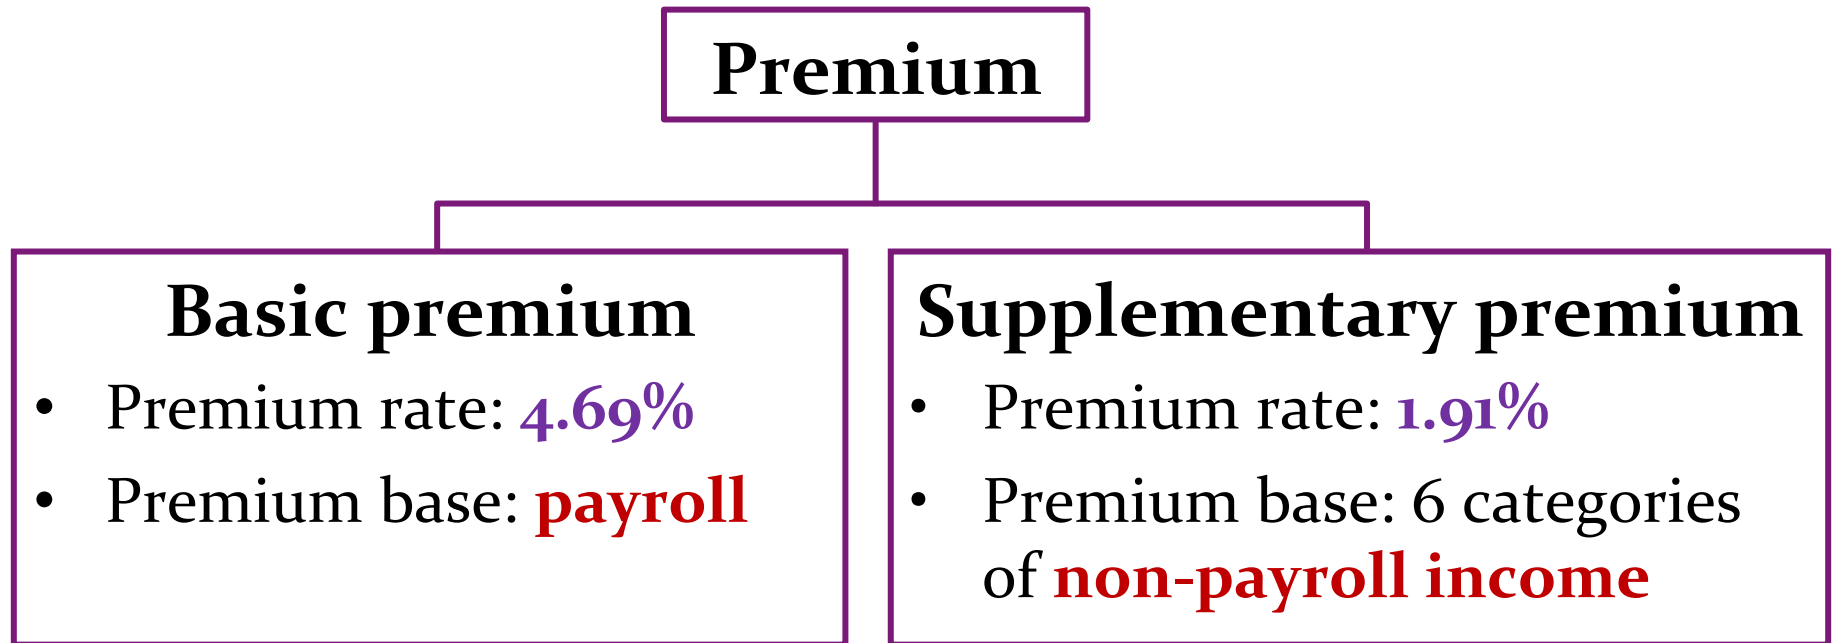 Premium
Basic premium
• Premium rate: 4.69%
• Premium base: payroll
Supplementary premium
• Premium rate: 1.91%
• Premium base: 6 categories
of non-payroll income